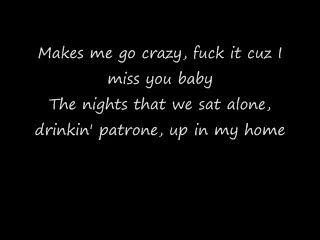 Makes me go crazy, fuck it cuz I
miss you baby
The nights that we sat alone,
drinkin' patrone, up in my home